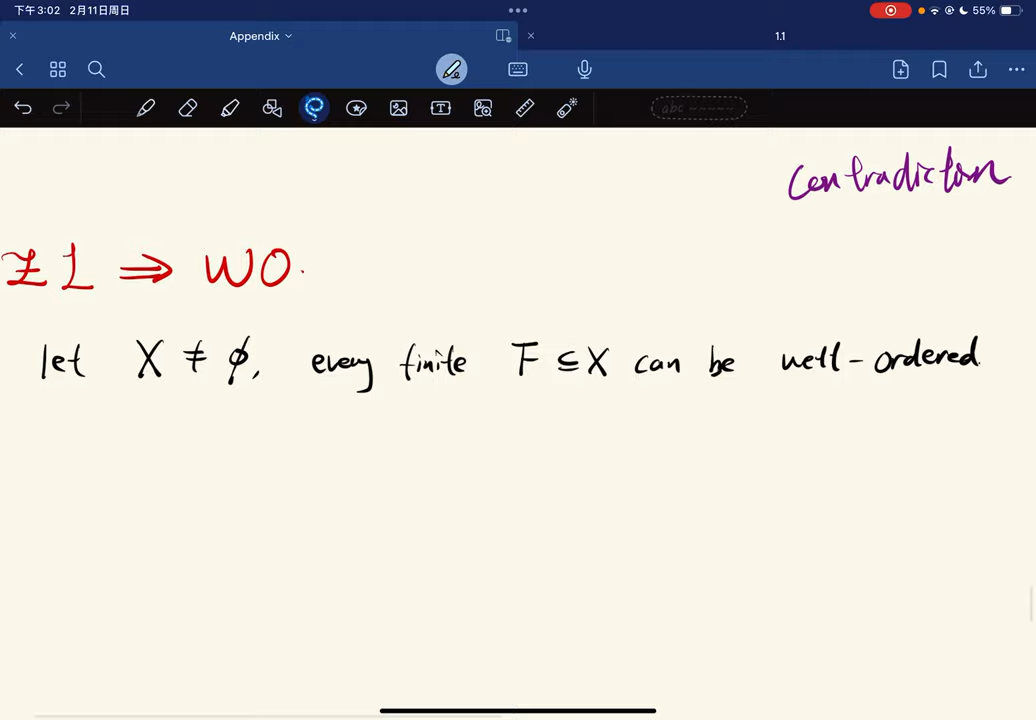 下午3:02 2月11日周日
55%
Appendix
1.1
abc
contradiction
ZL ⇒ WO.
let X ≠ ϕ, every finite F ⊆ X can be well-ordered.